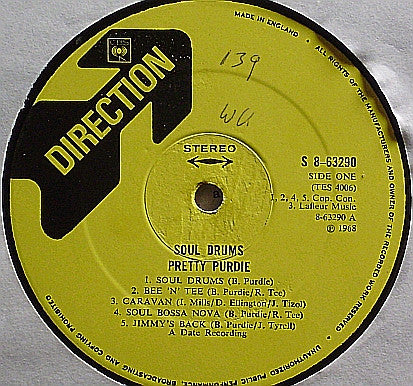 MADE IN ENGLAND
ALL RIGHTS OF THE MANUFACTURERS AND OWNER OF THE RECORDED WORK RESERVED
UNAUTHORISED PUBLIC PERFORMANCE, BROADCASTING AND COPYING PROHIBITED
DIRECTION
139
STEREO
S 8-63290
SIDE ONE
(TES 4006)
1, 2, 4, 5. Cop. Con.
3. Lafleur Music
8-63290 A
℗ 1968
SOUL DRUMS
PRETTY PURDIE
1. SOUL DRUMS (B. Purdie)
2. BEE 'N' TEE (B. Purdie/R. Tee)
3. CARAVAN (I. Mills/D. Ellington/J. Tizol)
4. SOUL BOSSA NOVA (B. Purdie/R. Tee)
5. JIMMY'S BACK (B. Purdie/J. Tyrell)
A Date Recording